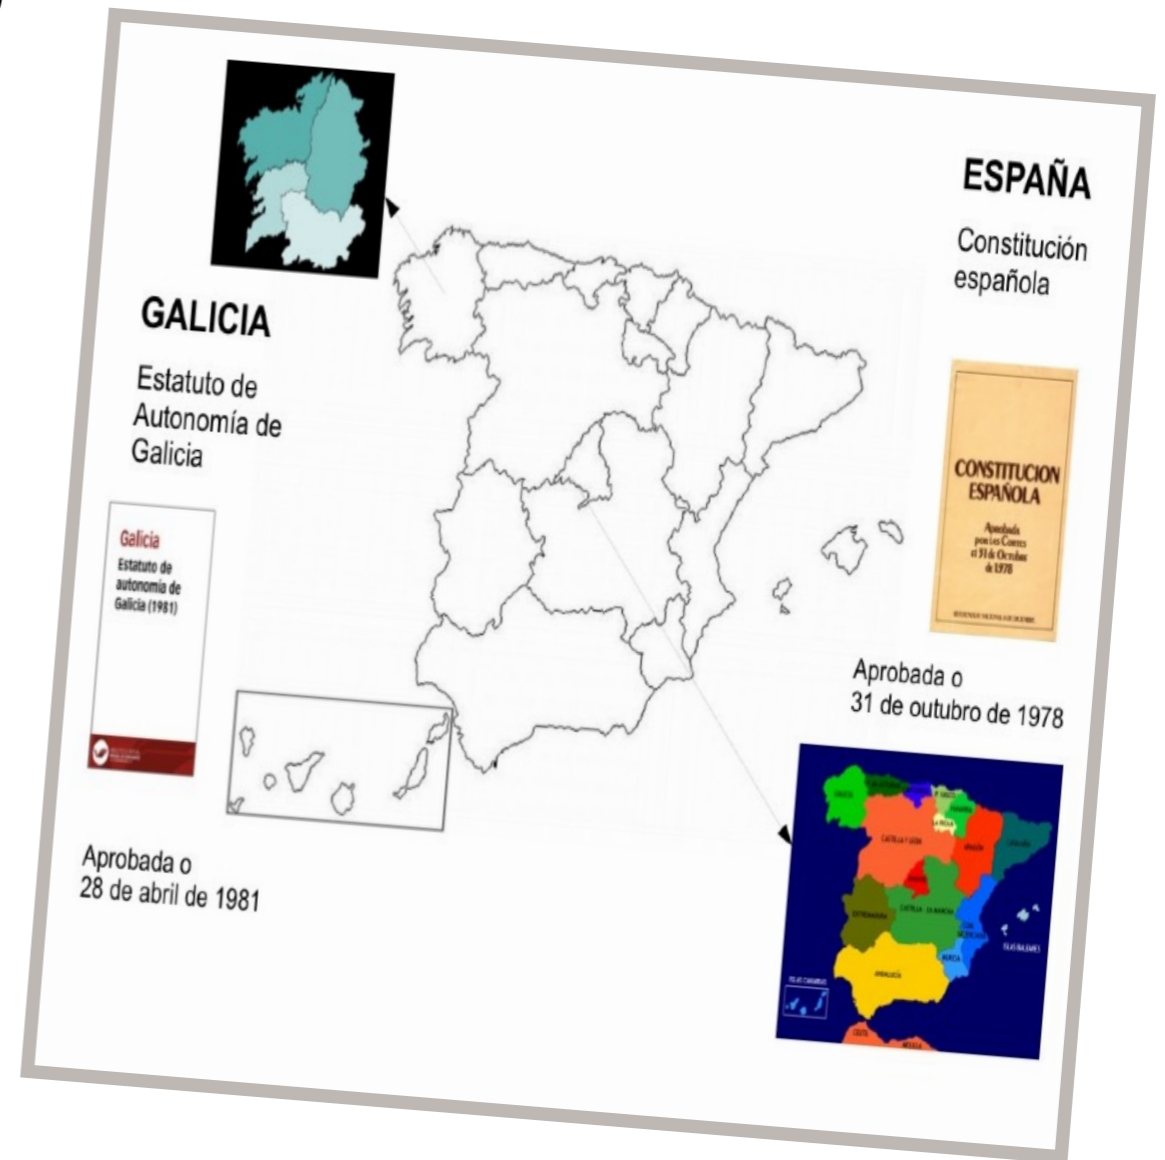 GALICIA
Estatuto de
Autonomía de
Galicia
Galicia
Estatuto de
autonomía de
Galicia (1981)
Aprobada o
28 de abril de 1981
ESPAÑA
Constitución
española
CONSTITUCION
ESPAÑOLA
Aprobada
por las Cortes
el 31 de Octubre
de 1978
Aprobada o
31 de outubro de 1978
GALICIA
P. VASCO
NAVARRA
LA RIOJA
CASTILLA Y LEÓN
ARAGÓN
CATALUÑA
MADRID
EXTREMADURA
CASTILLA - LA MANCHA
ISLAS BALEARES
MURCIA
ANDALUCÍA
ISLAS CANARIAS
CEUTA
MELILLA